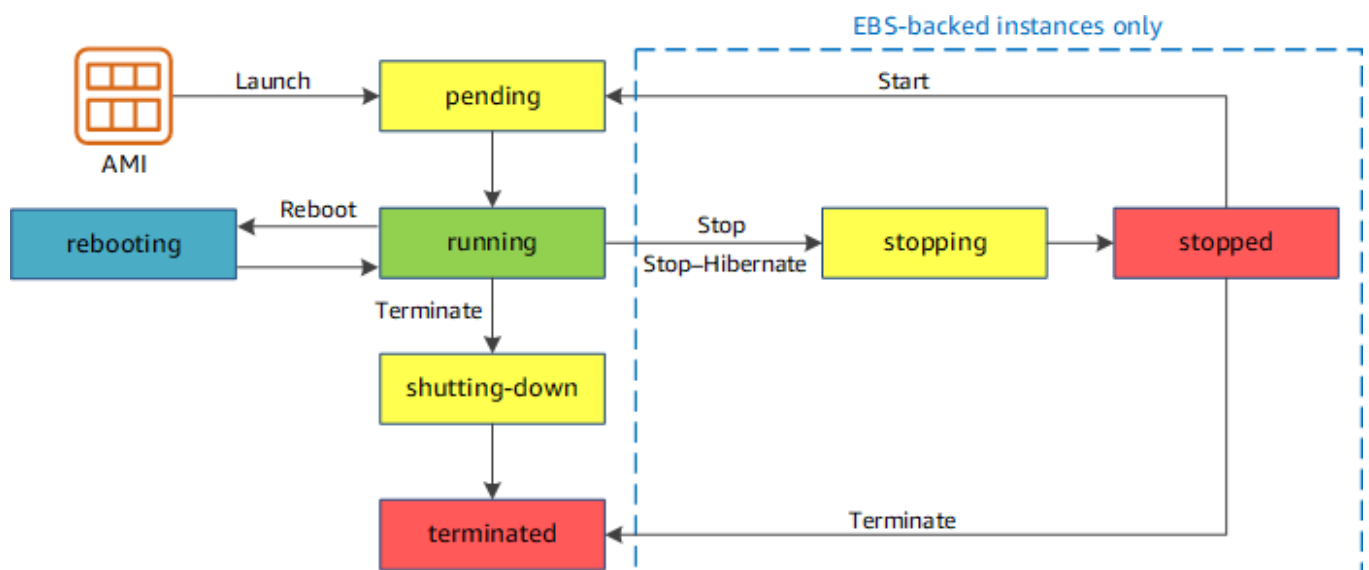 EBS-backed instances only
Launch
pending
Start
AMI
Reboot
rebooting
running
Stop
Stop–Hibernate
stopping
stopped
Terminate
shutting-down
terminated
Terminate